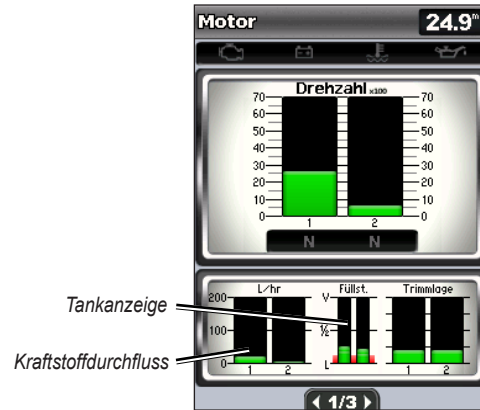 Motor 24.9m
Drehzahl x100
70 70
60 60
50 50
40 40
30 30
20 20
10 10
0 0
1 2
N N
L/hr Füllst. Trimmlage
200 V
100 ½
0 L
1 2 1 2
Tankanzeige
Kraftstoffdurchfluss
1/3